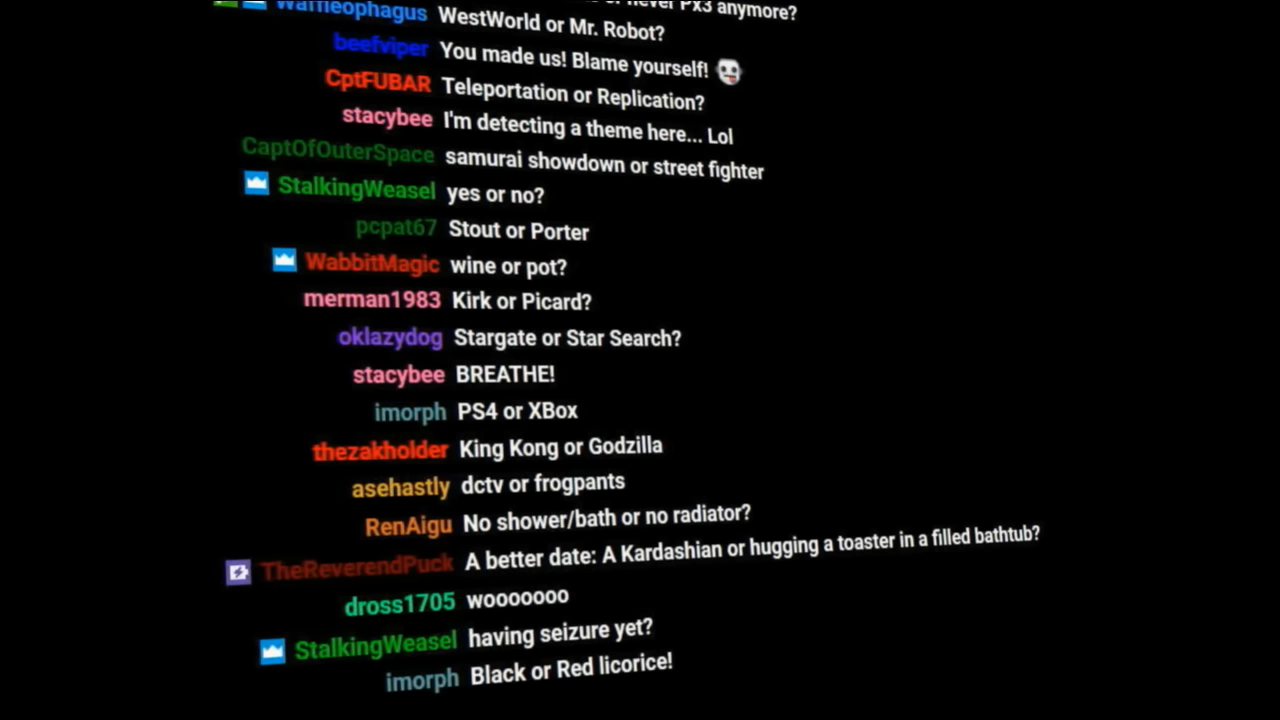 never Px3 anymore?
Waffleophagus WestWorld or Mr. Robot?
beefviper You made us! Blame yourself!
CptFUBAR Teleportation or Replication?
stacybee I'm detecting a theme here... Lol
CaptOfOuterSpace samurai showdown or street fighter
StalkingWeasel yes or no?
pcpat67 Stout or Porter
WabbitMagic wine or pot?
merman1983 Kirk or Picard?
oklazydog Stargate or Star Search?
stacybee BREATHE!
imorph PS4 or XBox
thezakholder King Kong or Godzilla
asehastly dctv or frogpants
RenAigu No shower/bath or no radiator?
TheReverendPuck A better date: A Kardashian or hugging a toaster in a filled bathtub?
dross1705 wooooooo
StalkingWeasel having seizure yet?
imorph Black or Red licorice!